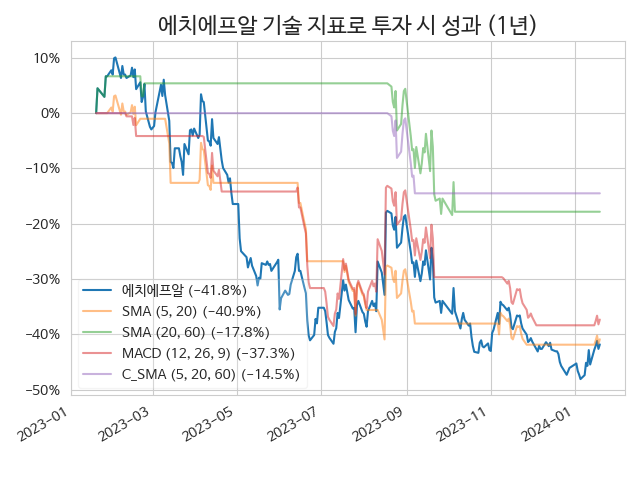 에치에프알 기술 지표로 투자 시 성과 (1년)
10%
0%
−10%
−20%
−30%
−40%
−50%
에치에프알 (−41.8%)
SMA (5, 20) (−40.9%)
SMA (20, 60) (−17.8%)
MACD (12, 26, 9) (−37.3%)
C_SMA (5, 20, 60) (−14.5%)
2023−01
2023−03
2023−05
2023−07
2023−09
2023−11
2024−01